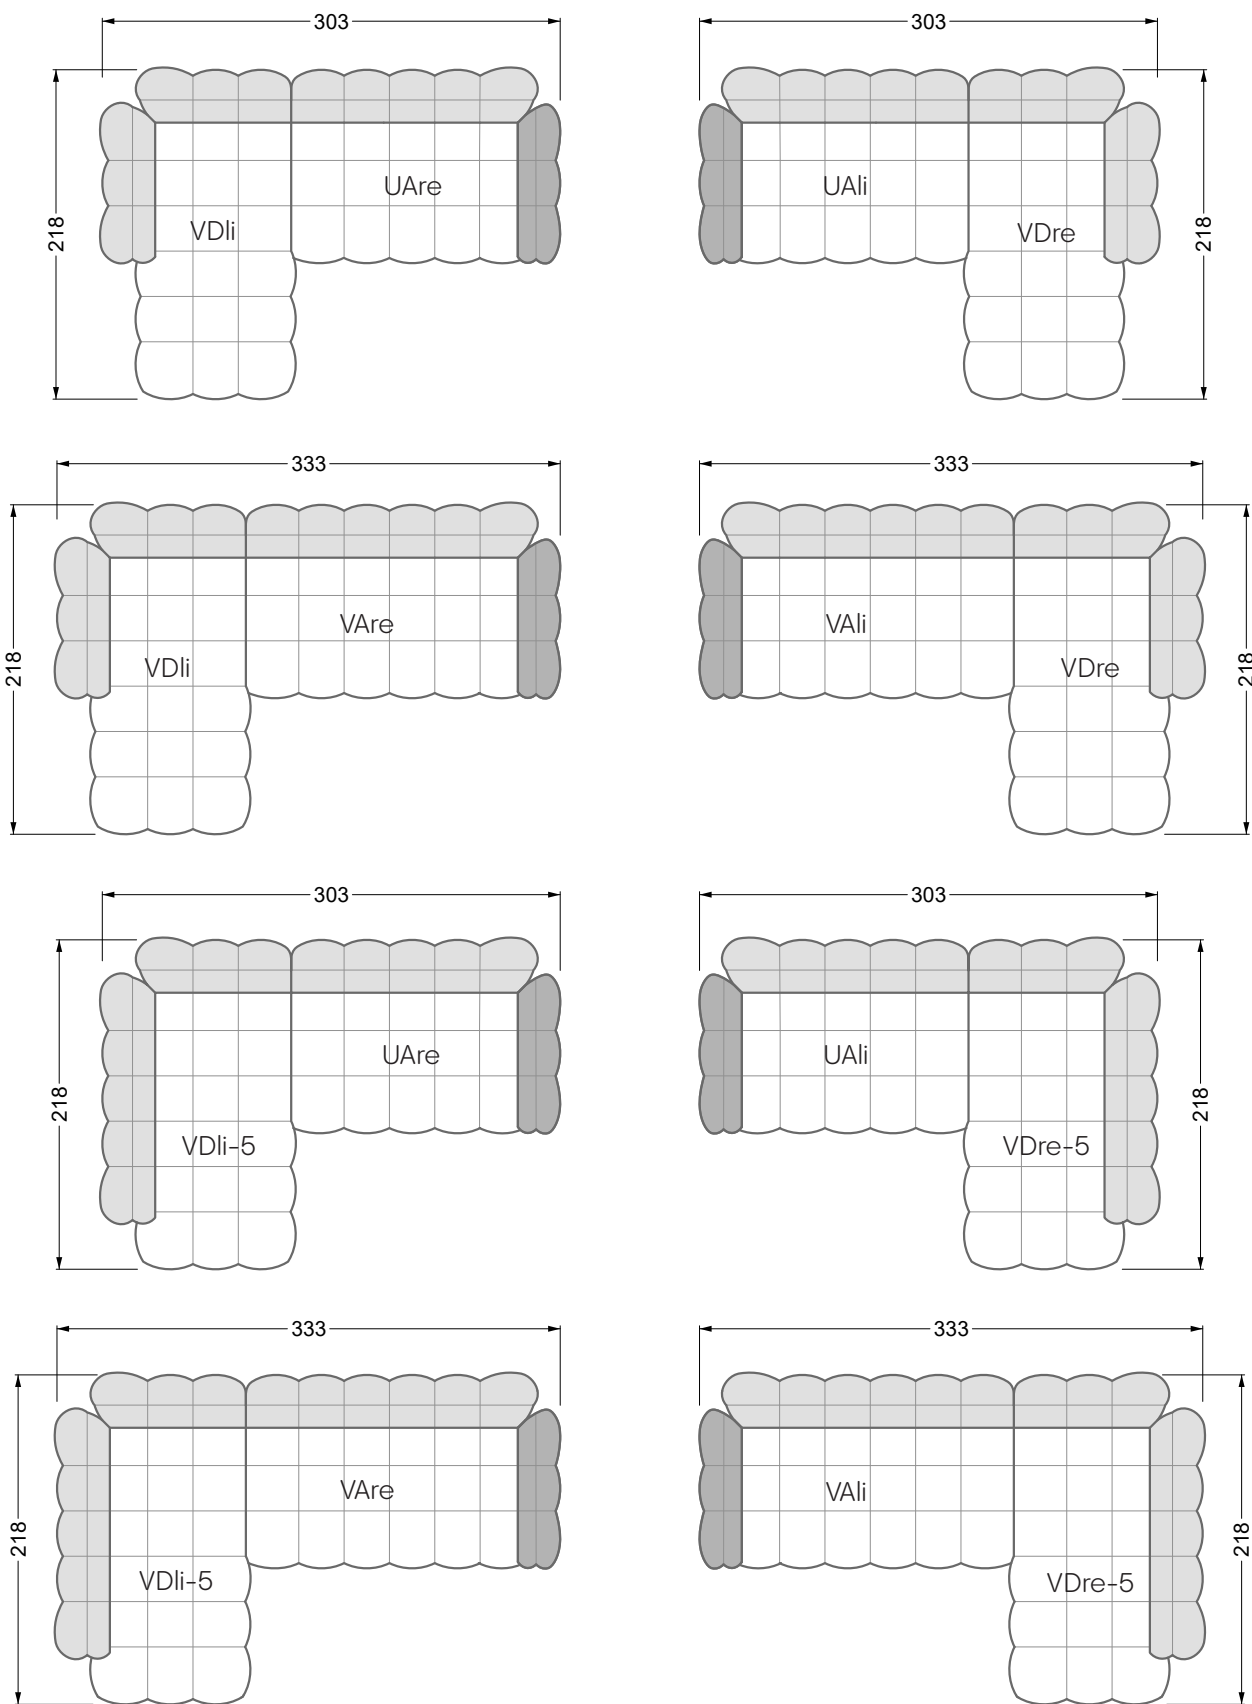 303
303
218
VDli
UAre
UAli
VDre
218
333
333
218
VDli
VAre
VAli
VDre
218
303
303
218
VDli-5
UAre
UAli
VDre-5
218
333
333
218
VDli-5
VAre
VAli
VDre-5
218